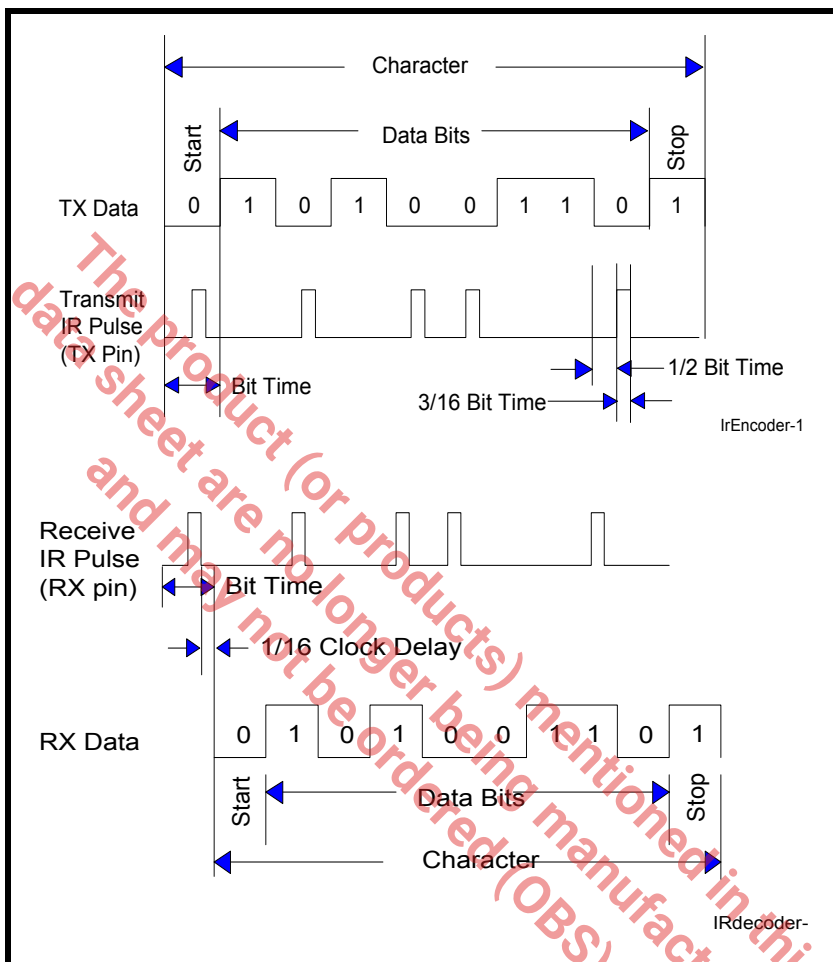 Character
Start
Data Bits
Stop
TX Data
0 1 0 1 0 0 1 1 0 1
Transmit
IR Pulse
(TX Pin)
Bit Time
1/2 Bit Time
3/16 Bit Time
IrEncoder-1
Receive
IR Pulse
(RX pin)
Bit Time
1/16 Clock Delay
RX Data
0 1 0 1 0 0 1 1 0 1
Start
Data Bits
Stop
Character
IRdecoder-
The product (or products) mentioned in this
data sheet are no longer being manufact
and may not be ordered (OBS)